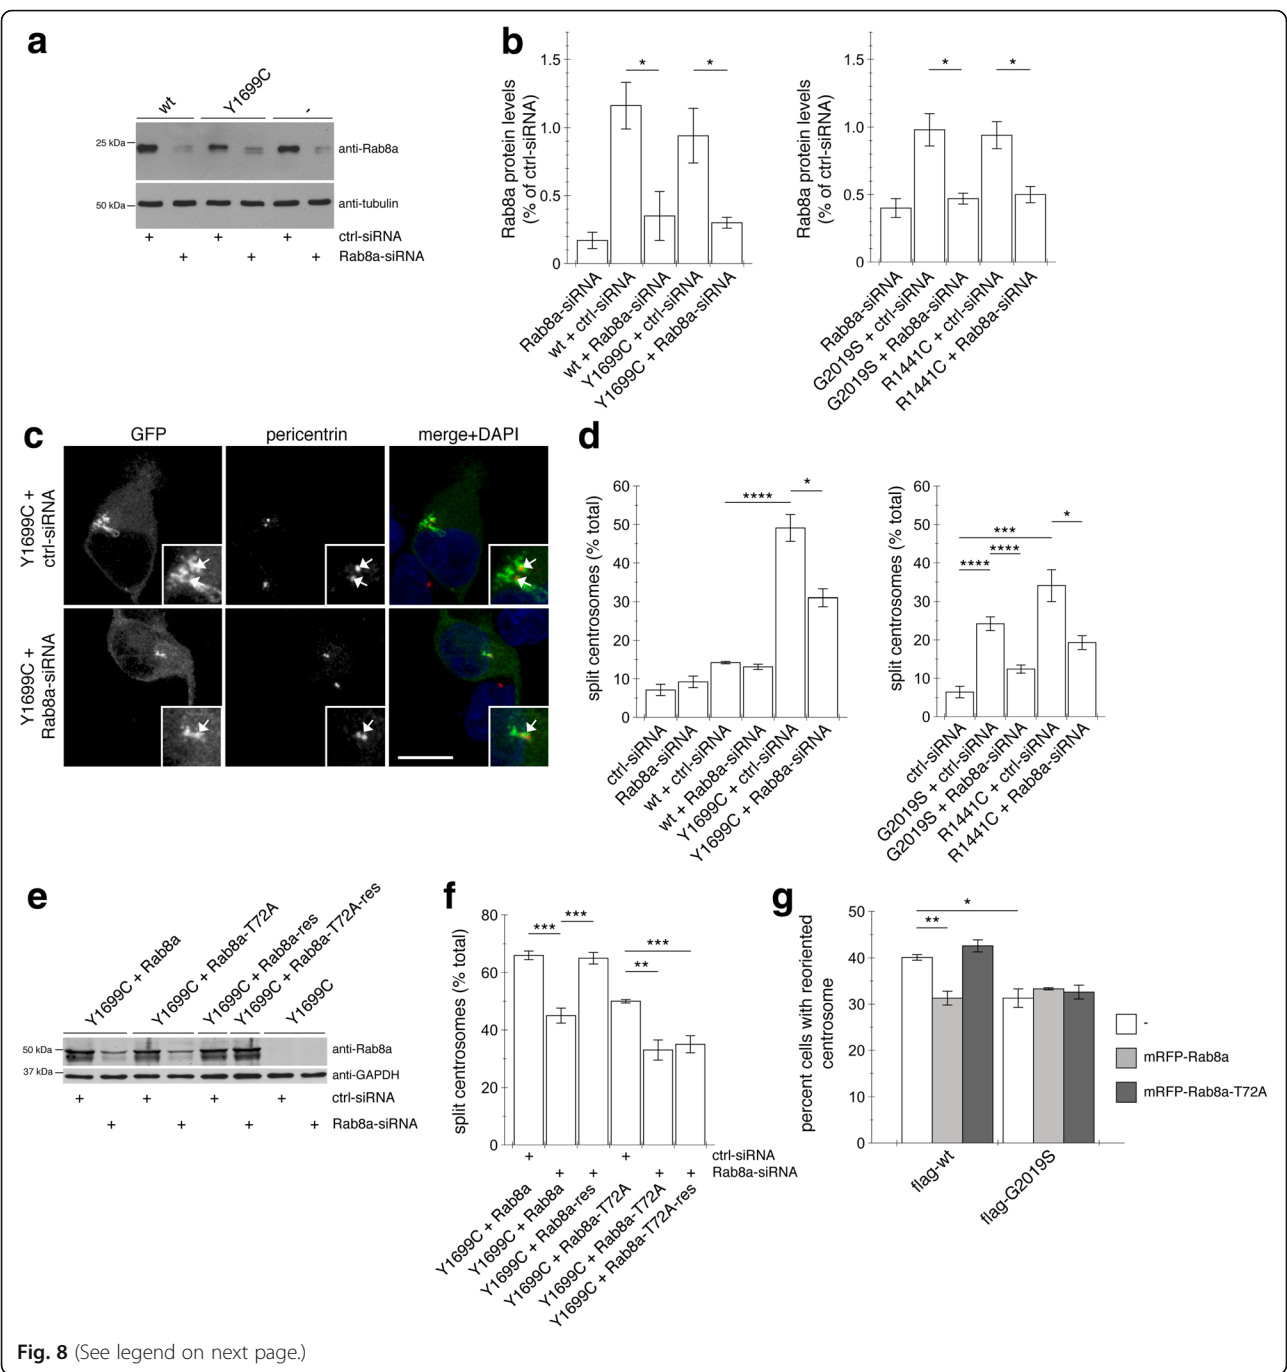 a
wt
Y1699C
-
25 kDa
anti-Rab8a
50 kDa
anti-tubulin
+ + + ctrl-siRNA
+ + + Rab8a-siRNA
b
Rab8a protein levels
(% of ctrl-siRNA)
1.5
1.0
0.5
0
* *
Rab8a-siRNA
wt + ctrl-siRNA
wt + Rab8a-siRNA
Y1699C + ctrl-siRNA
Y1699C + Rab8a-siRNA
Rab8a protein levels
(% of ctrl-siRNA)
1.5
1.0
0.5
0
* *
Rab8a-siRNA
G2019S + ctrl-siRNA
G2019S + Rab8a-siRNA
R1441C + ctrl-siRNA
R1441C + Rab8a-siRNA
c
GFP pericentrin merge+DAPI
Y1699C +
ctrl-siRNA
Y1699C +
Rab8a-siRNA
d
split centrosomes (% total)
60
50
40
30
20
10
0
**** *
ctrl-siRNA
Rab8a-siRNA
wt + ctrl-siRNA
wt + Rab8a-siRNA
Y1699C + ctrl-siRNA
Y1699C + Rab8a-siRNA
split centrosomes (% total)
60
50
40
30
20
10
0
*
***
****
****
ctrl-siRNA
G2019S + ctrl-siRNA
G2019S + Rab8a-siRNA
R1441C + ctrl-siRNA
R1441C + Rab8a-siRNA
e
Y1699C + Rab8a
Y1699C + Rab8a-T72A
Y1699C + Rab8a-res
Y1699C + Rab8a-T72A-res
Y1699C
50 kDa
anti-Rab8a
37 kDa
anti-GAPDH
+ + + + ctrl-siRNA
+ + + + Rab8a-siRNA
f
split centrosomes (% total)
80
60
40
20
0
*** ***
***
**
+ + ctrl-siRNA
+ + + + Rab8a-siRNA
Y1699C + Rab8a
Y1699C + Rab8a
Y1699C + Rab8a-res
Y1699C + Rab8a-T72A
Y1699C + Rab8a-T72A
Y1699C + Rab8a-T72A-res
g
percent cells with reoriented
centrosome
50
40
30
20
10
0
*
**
flag-wt
flag-G2019S
-
mRFP-Rab8a
mRFP-Rab8a-T72A
Fig. 8 (See legend on next page.)